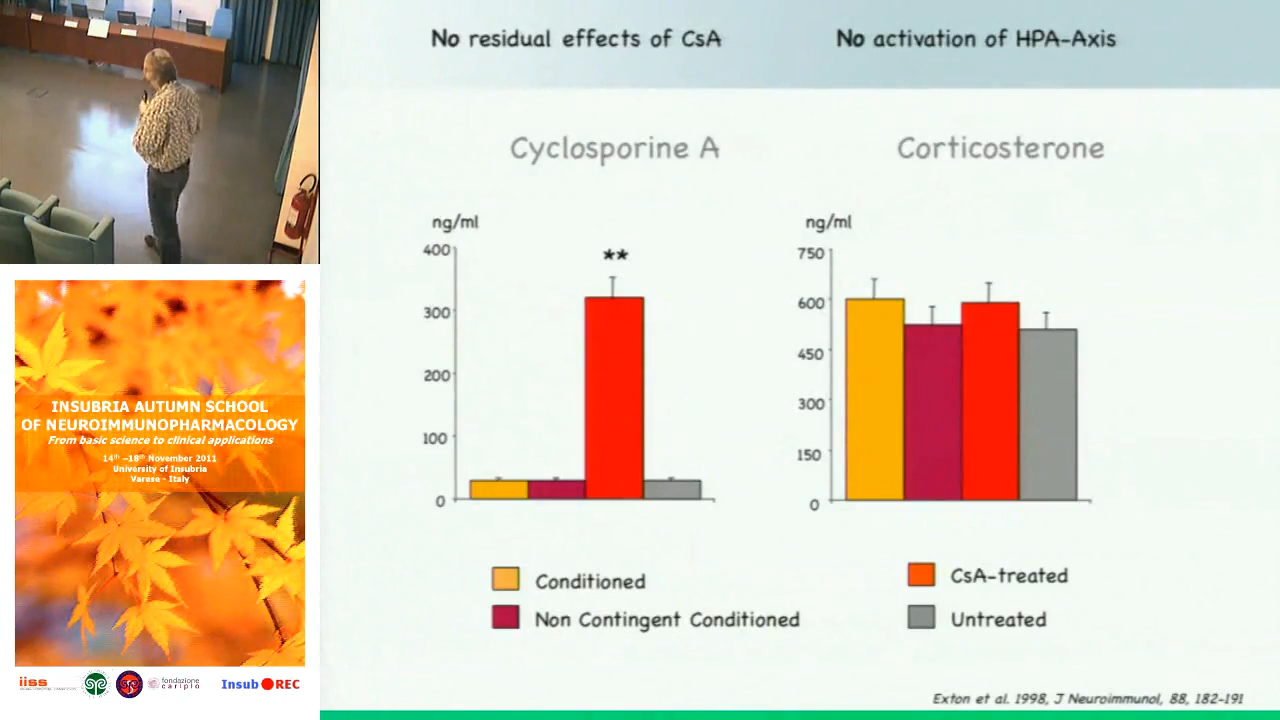 No residual effects of CsA
No activation of HPA-Axis
Cyclosporine A
Corticosterone
ng/ml
400
300
200
100
0
**
ng/ml
750
600
450
300
150
0
Conditioned
Non Contingent Conditioned
CsA-treated
Untreated
Exton et al. 1998, J Neuroimmunol, 88, 182-191
INSUBRIA AUTUMN SCHOOL
OF NEUROIMMUNOPHARMACOLOGY
From basic science to clinical applications
14th –18th November 2011
University of Insubria
Varese - Italy
iiss
fondazione
cariplo
Insub REC